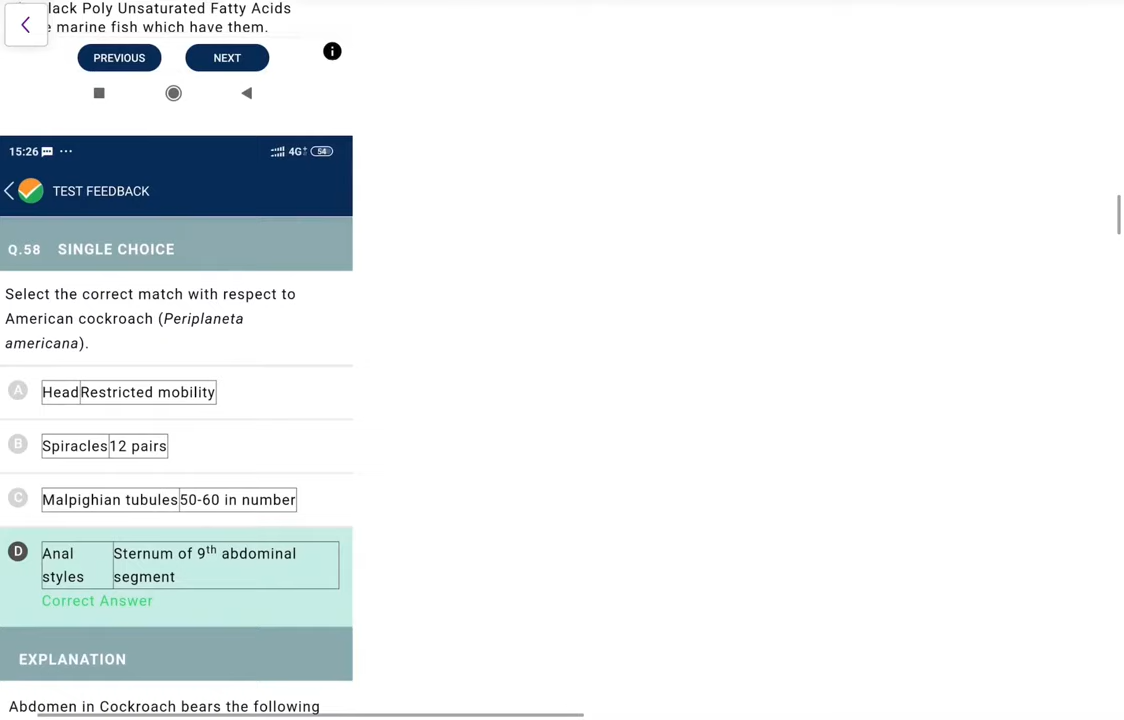 lack Poly Unsaturated Fatty Acids
e marine fish which have them.
PREVIOUS NEXT
15:26 ... 4G+ 54
TEST FEEDBACK
Q.58 SINGLE CHOICE
Select the correct match with respect to
American cockroach (Periplaneta
americana).
A Head Restricted mobility
B Spiracles 12 pairs
C Malpighian tubules 50-60 in number
D Anal Sternum of 9th abdominal
styles segment
Correct Answer
EXPLANATION
Abdomen in Cockroach bears the following